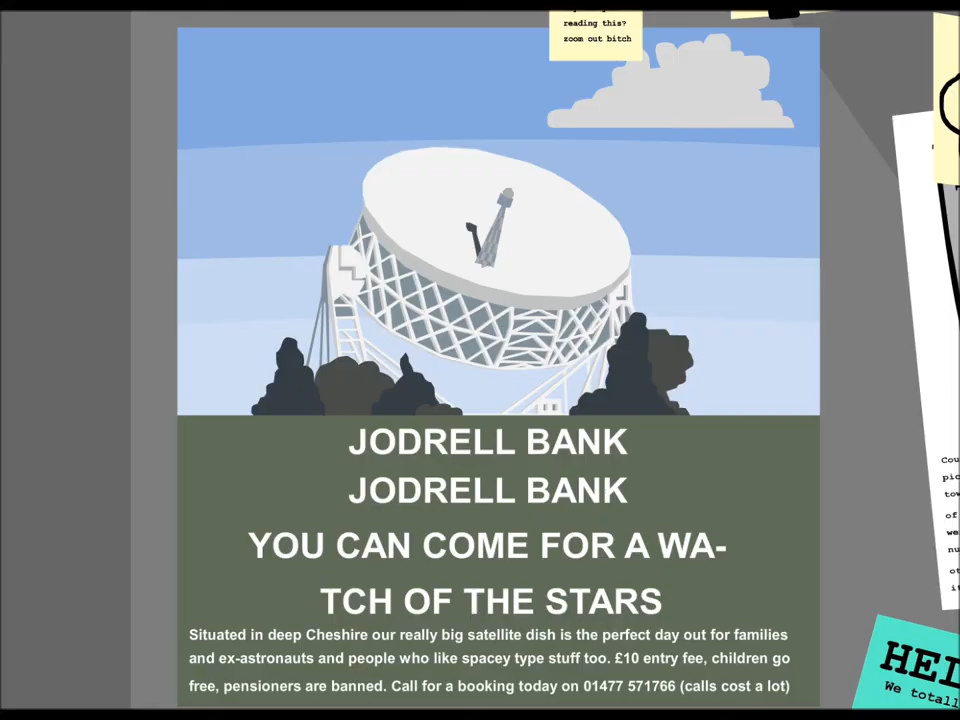 reading this?
zoom out bitch
JODRELL BANK
JODRELL BANK
YOU CAN COME FOR A WA-
TCH OF THE STARS
Situated in deep Cheshire our really big satellite dish is the perfect day out for families
and ex-astronauts and people who like spacey type stuff too. £10 entry fee, children go
free, pensioners are banned. Call for a booking today on 01477 571766 (calls cost a lot)
we
of
We